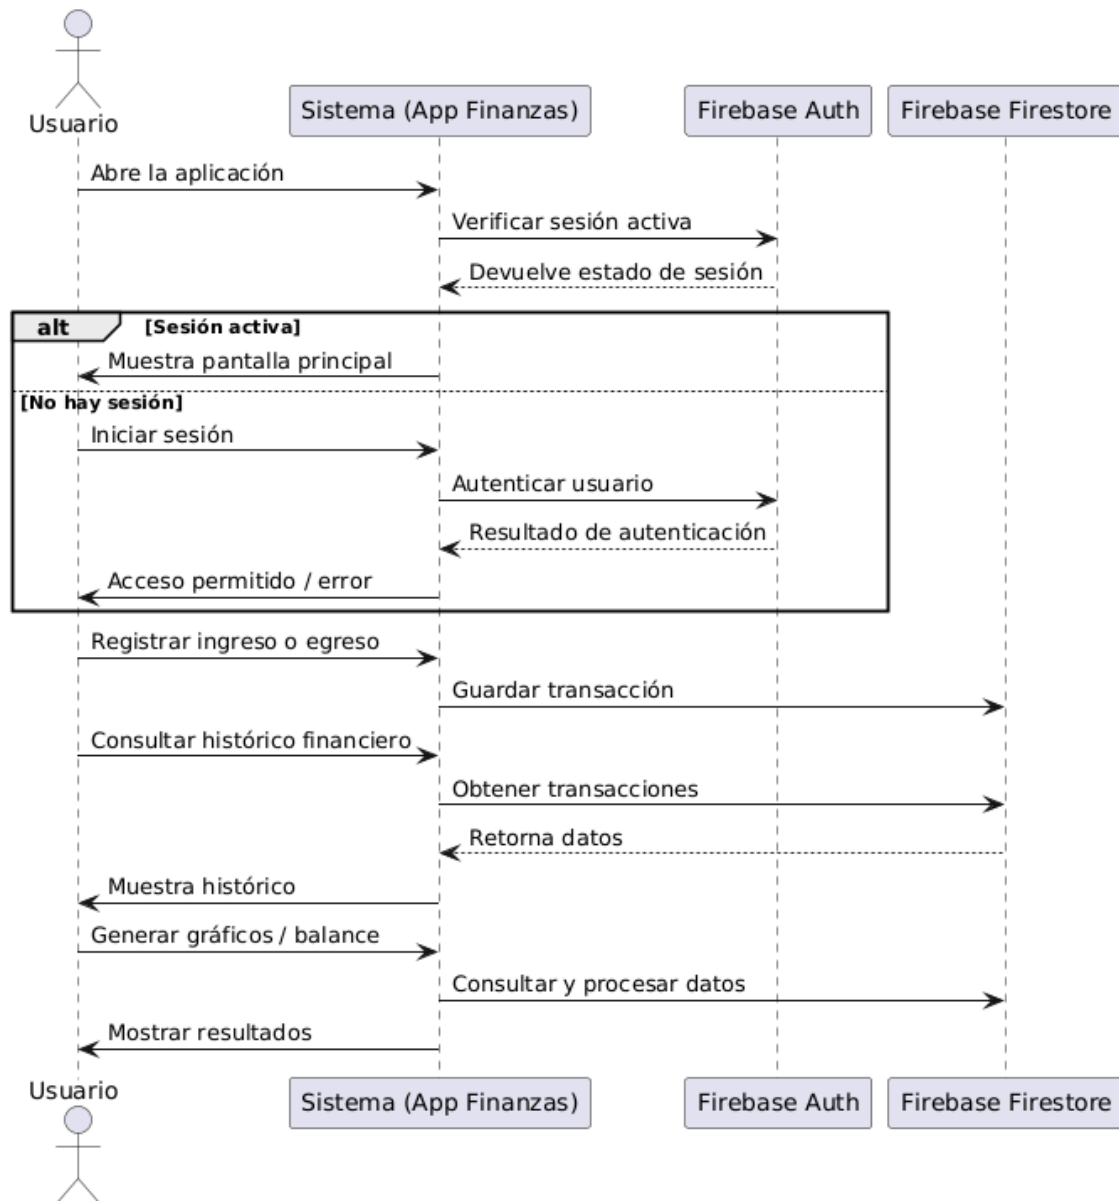 Usuario
Sistema (App Finanzas)
Firebase Auth
Firebase Firestore
Abre la aplicación
Verificar sesión activa
Devuelve estado de sesión
alt
[Sesión activa]
Muestra pantalla principal
[No hay sesión]
Iniciar sesión
Autenticar usuario
Resultado de autenticación
Acceso permitido / error
Registrar ingreso o egreso
Guardar transacción
Consultar histórico financiero
Obtener transacciones
Retorna datos
Muestra histórico
Generar gráficos / balance
Consultar y procesar datos
Mostrar resultados
Usuario
Sistema (App Finanzas)
Firebase Auth
Firebase Firestore